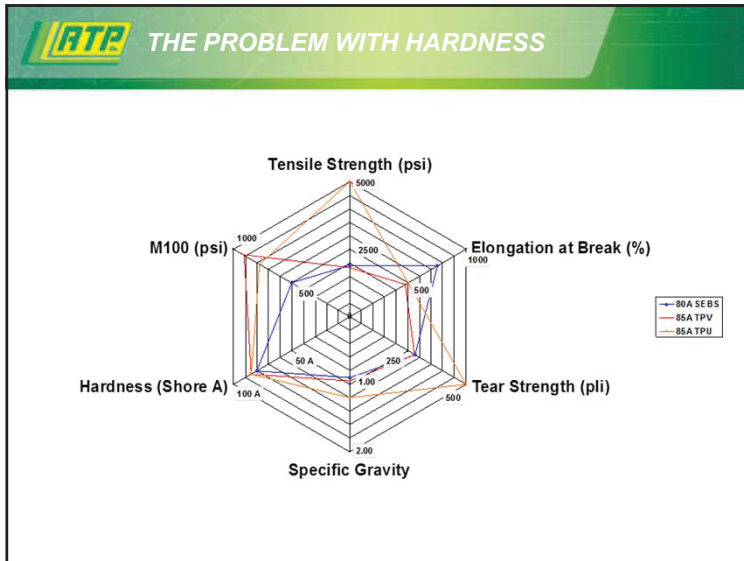 RTP
THE PROBLEM WITH HARDNESS
Tensile Strength (psi)
5000
M100 (psi)
1000
2500
Elongation at Break (%)
1000
500
500
80A SEBS
85A TPV
85A TPU
50 A
250
1.00
Hardness (Shore A)
100 A
Tear Strength (pli)
500
2.00
Specific Gravity